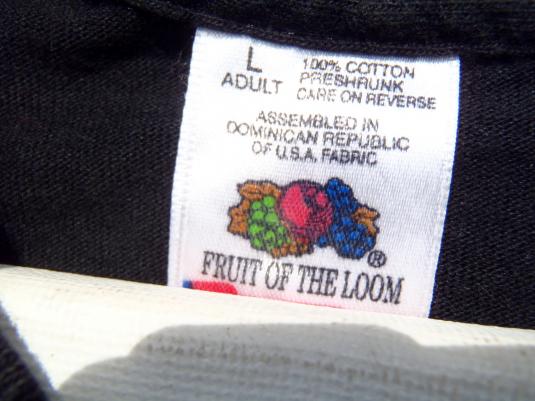 L
ADULT
100% COTTON
PRESHRUNK
CARE ON REVERSE
ASSEMBLED IN
DOMINICAN REPUBLIC
OF U.S.A. FABRIC
®
FRUIT OF THE LOOM